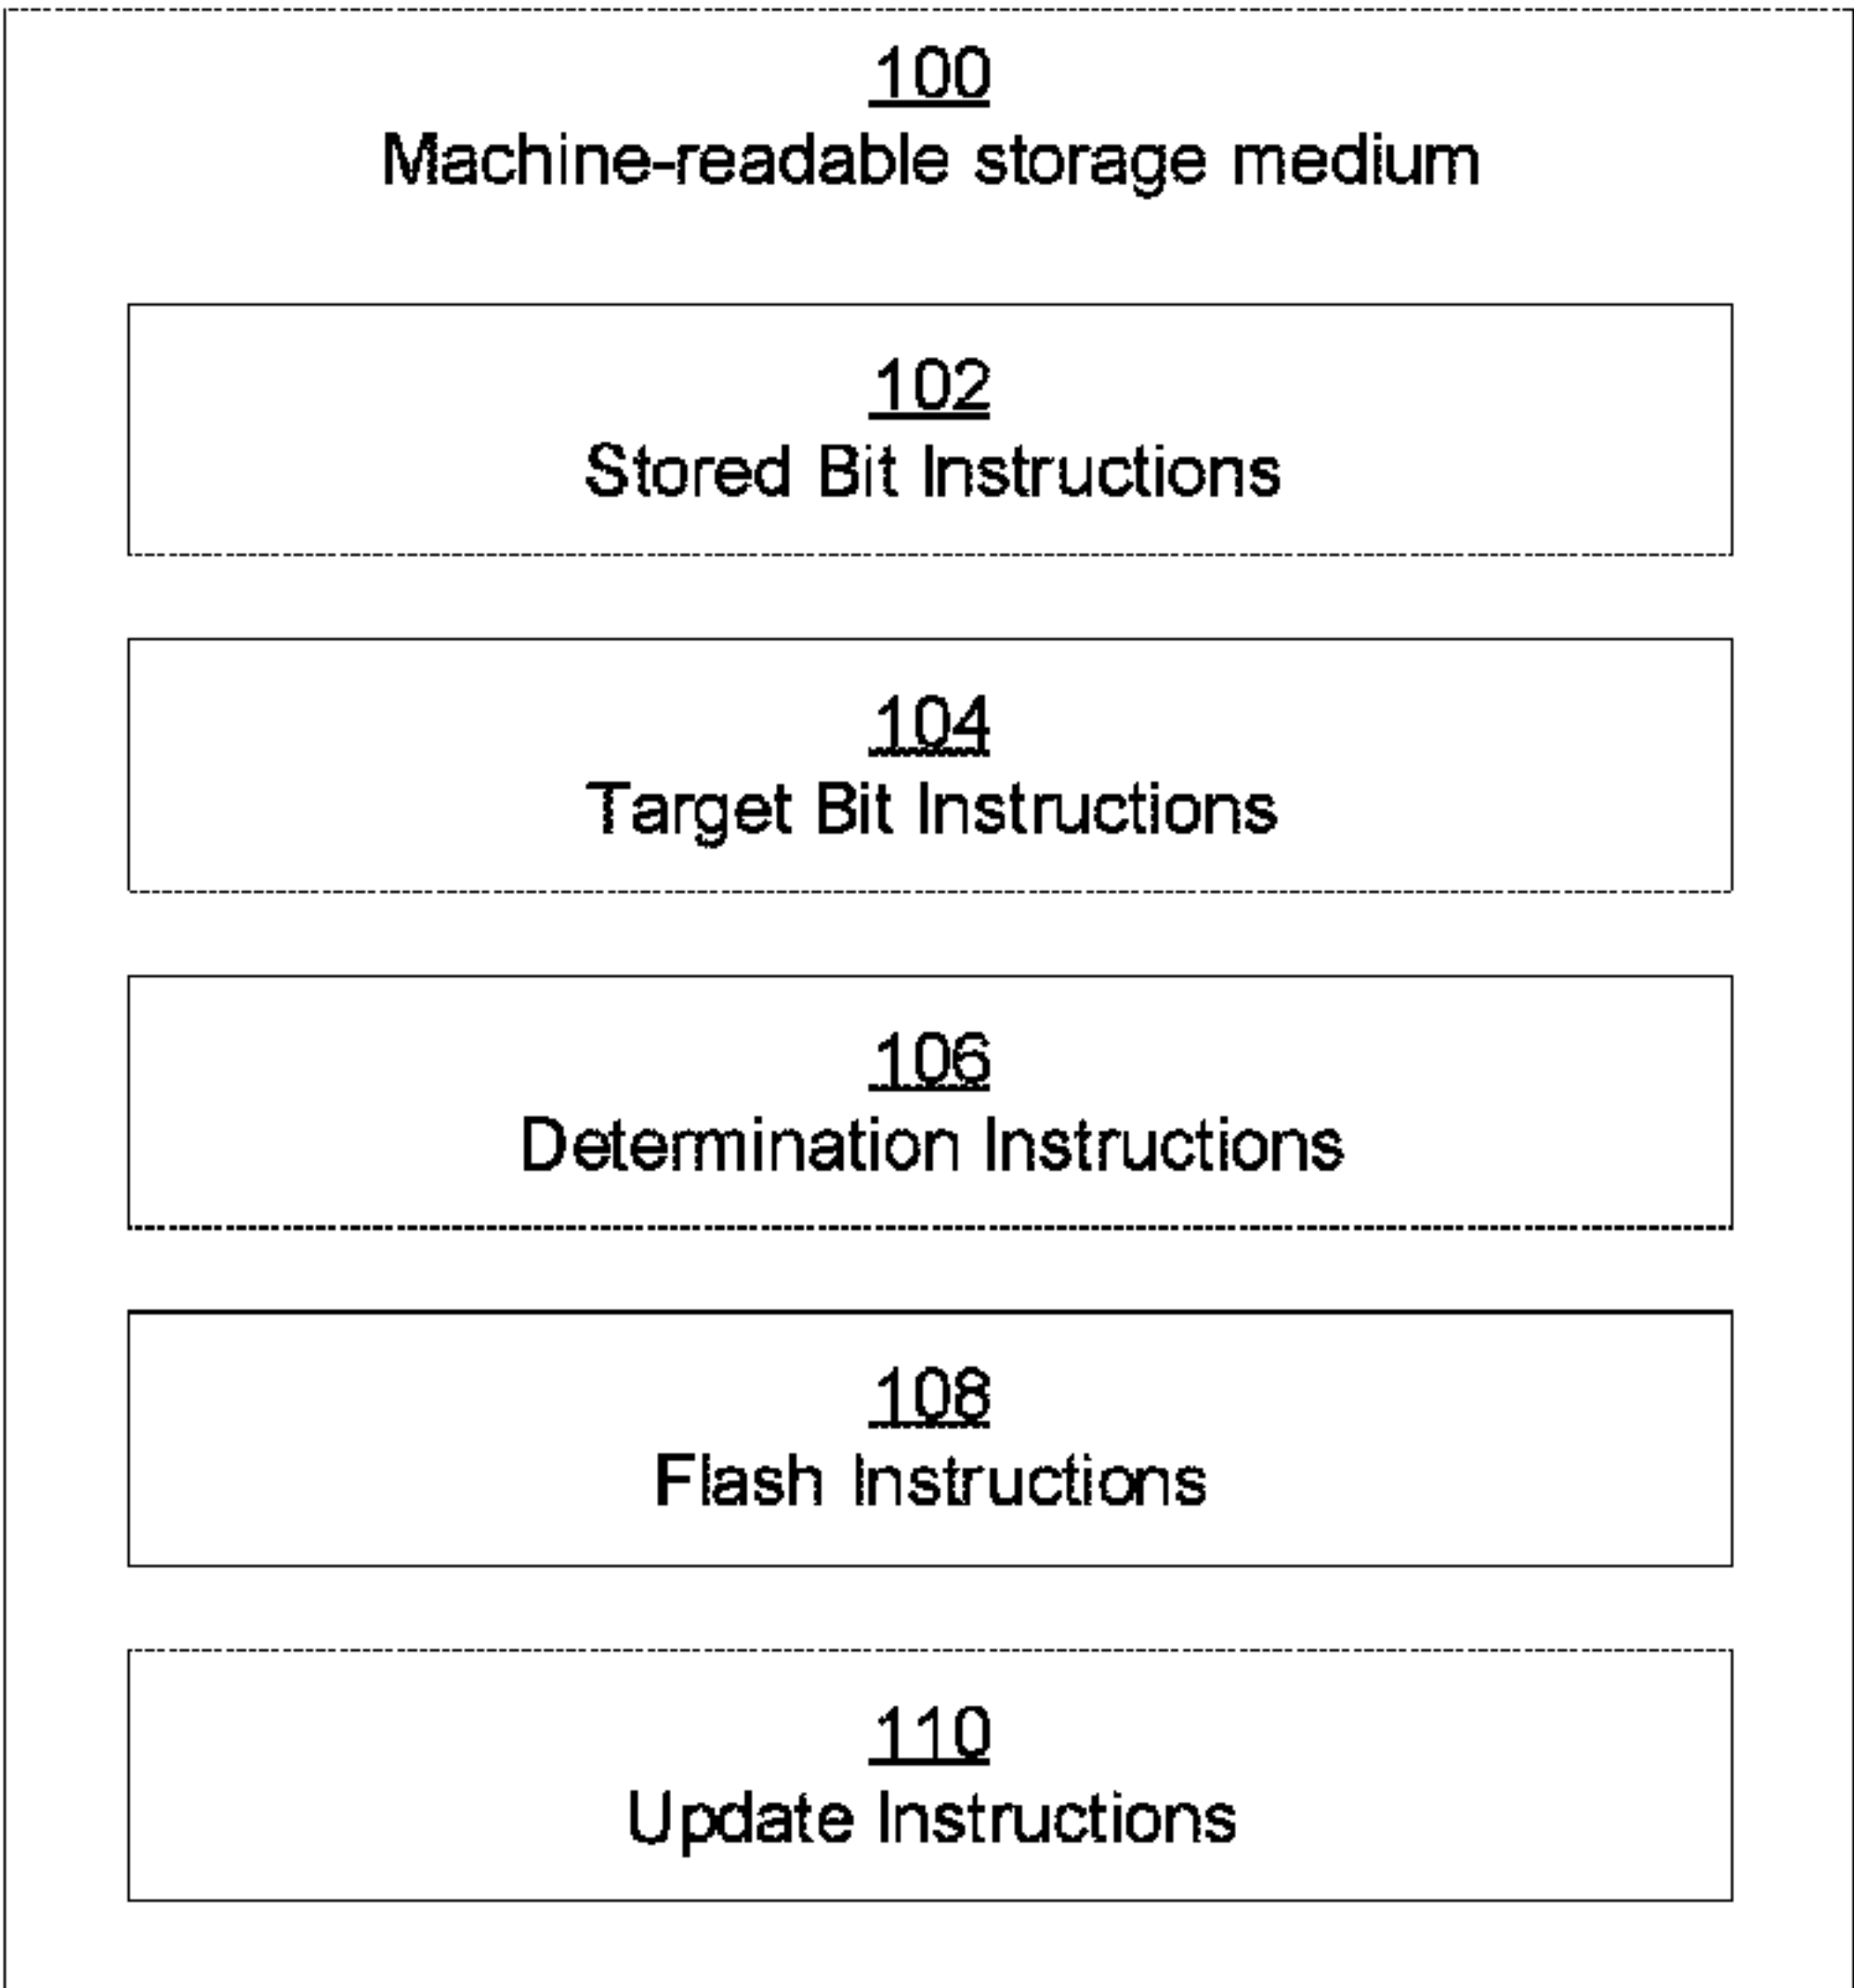 100
Machine-readable storage medium
102
Stored Bit Instructions
104
Target Bit Instructions
106
Determination Instructions
108
Flash Instructions
110
Update Instructions